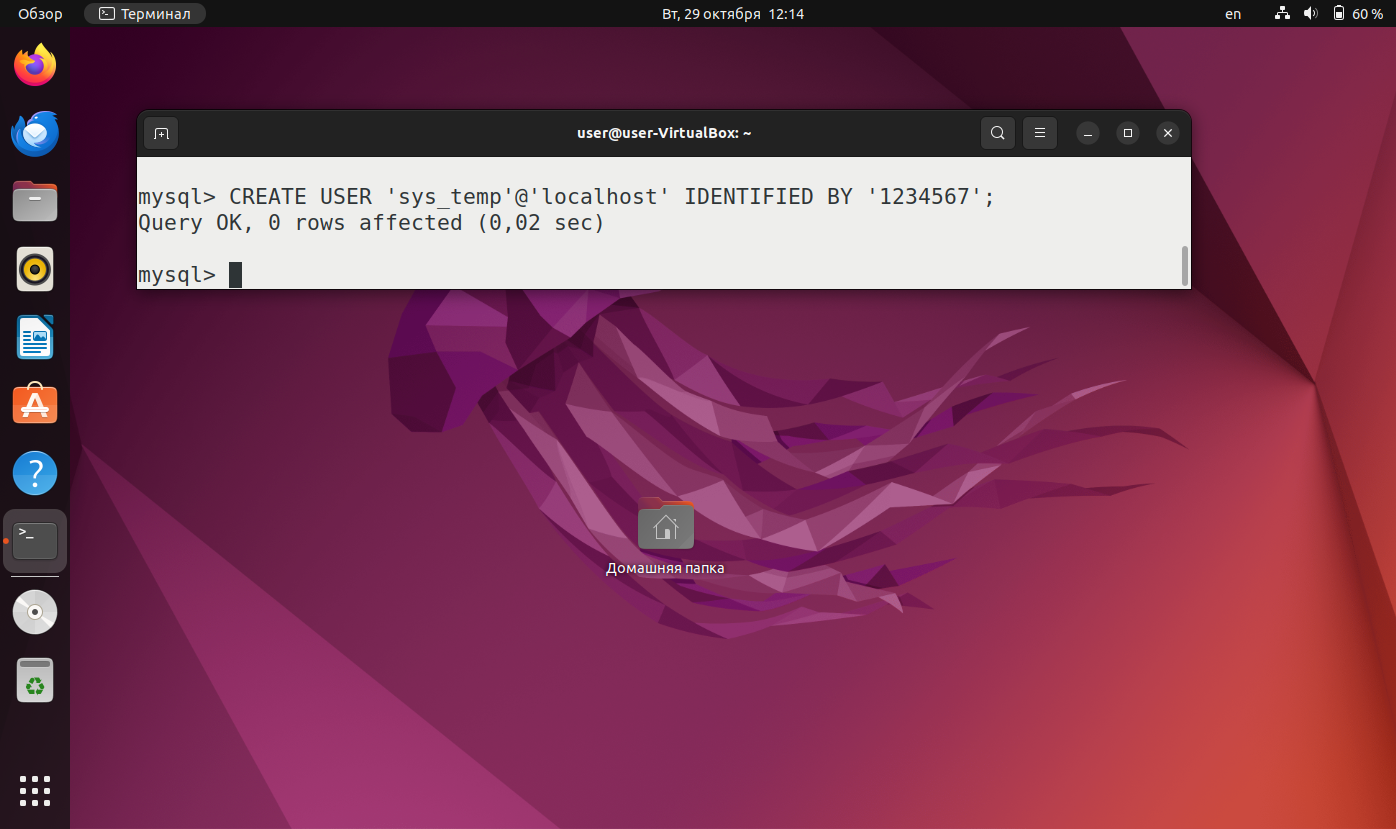 Обзор Терминал Вт, 29 октября 12:14 en 60 %
user@user-VirtualBox: ~
mysql> CREATE USER 'sys_temp'@'localhost' IDENTIFIED BY '1234567';
Query OK, 0 rows affected (0,02 sec)
mysql>
Домашняя папка